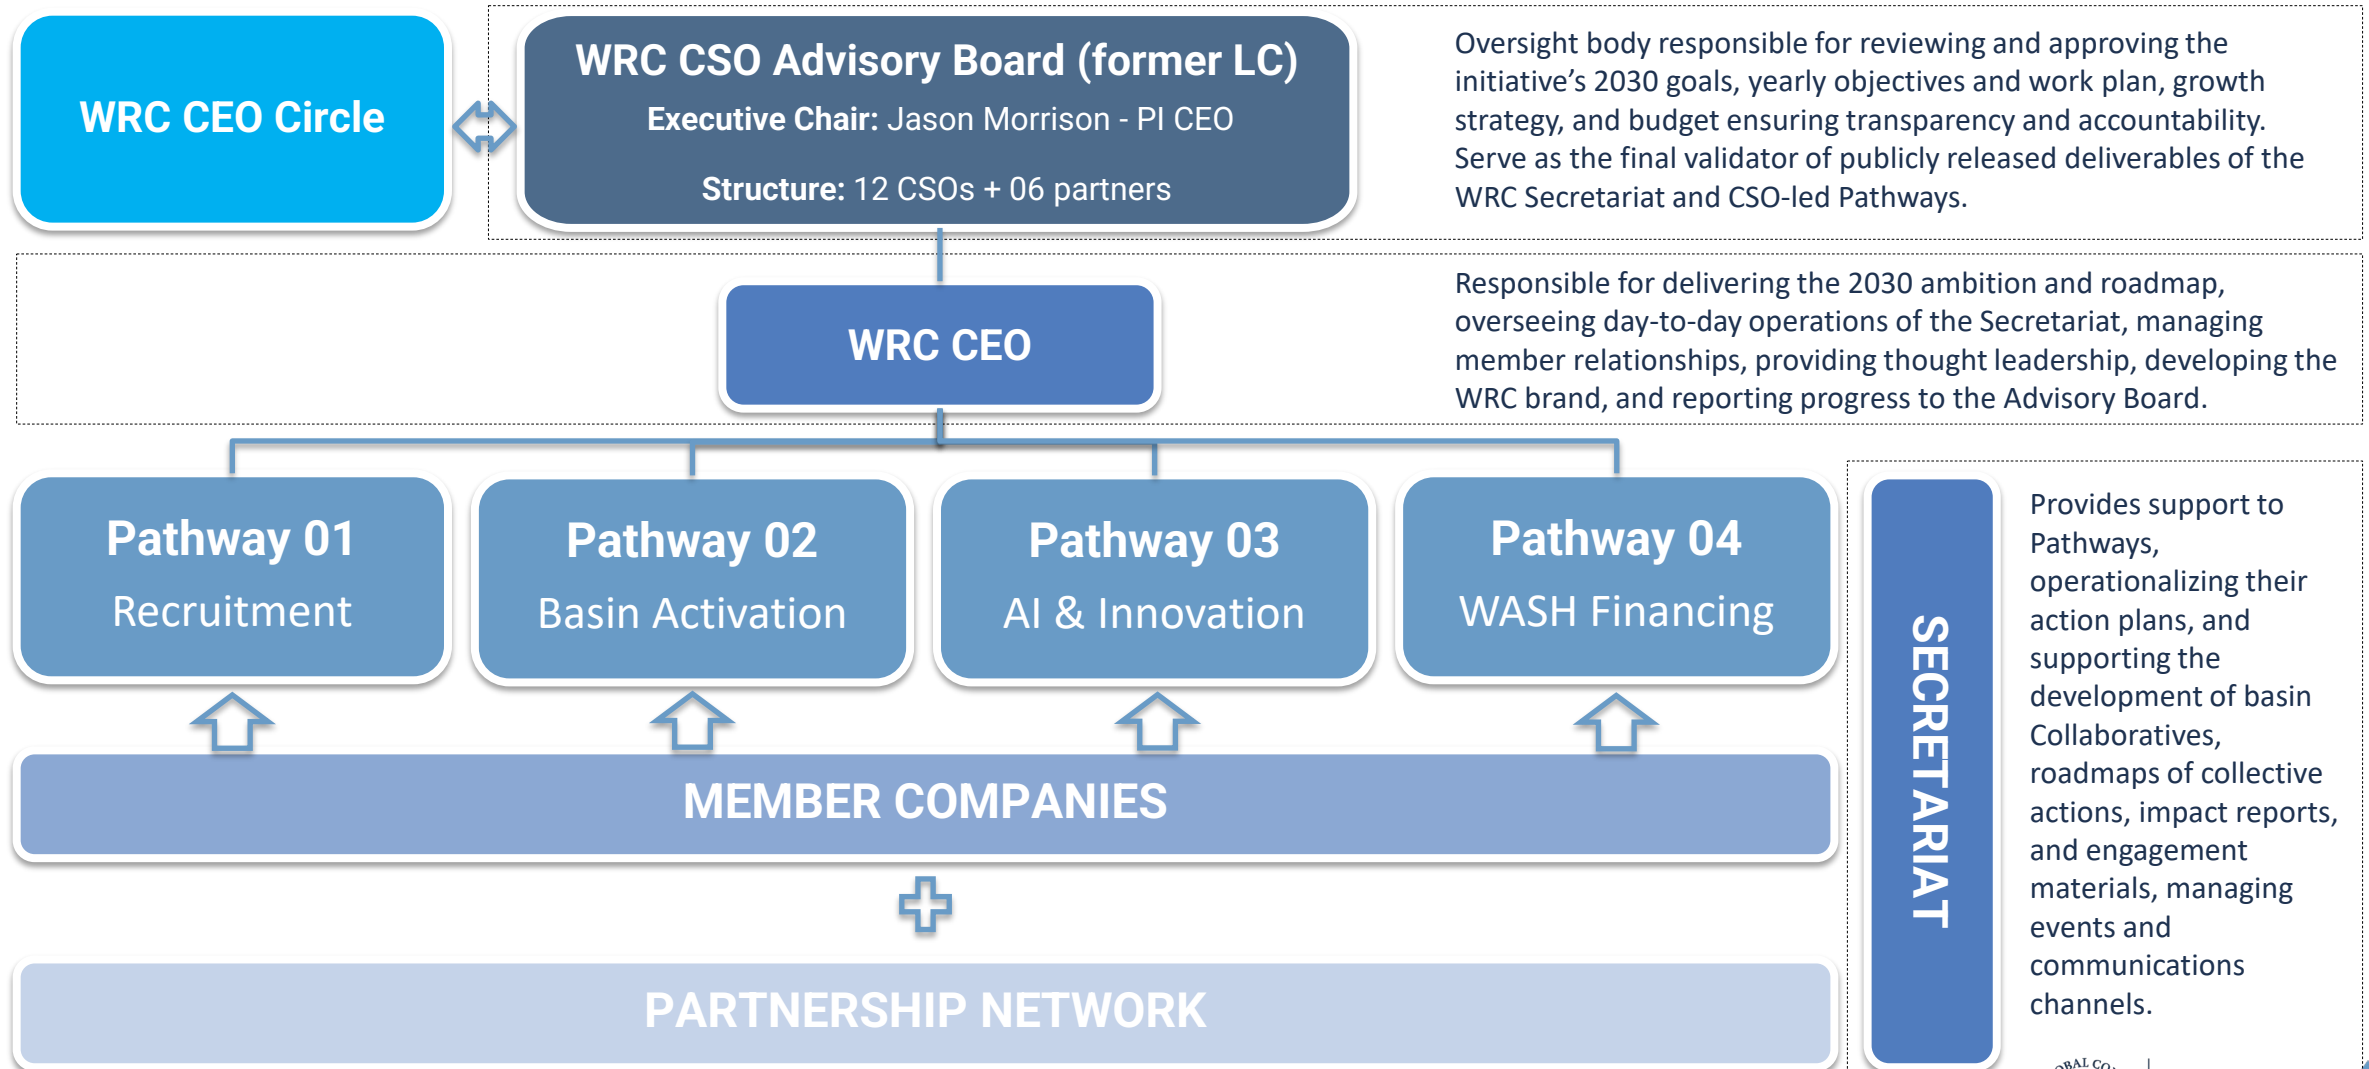 WRC CEO Circle
WRC CSO Advisory Board (former LC)
Executive Chair: Jason Morrison - PI CEO
Structure: 12 CSOs + 06 partners
Oversight body responsible for reviewing and approving the
initiative’s 2030 goals, yearly objectives and work plan, growth
strategy, and budget ensuring transparency and accountability.
Serve as the final validator of publicly released deliverables of the
WRC Secretariat and CSO-led Pathways.
WRC CEO
Responsible for delivering the 2030 ambition and roadmap,
overseeing day-to-day operations of the Secretariat, managing
member relationships, providing thought leadership, developing the
WRC brand, and reporting progress to the Advisory Board.
Pathway 01
Recruitment
Pathway 02
Basin Activation
Pathway 03
AI & Innovation
Pathway 04
WASH Financing
MEMBER COMPANIES
PARTNERSHIP NETWORK
SECRETARIAT
Provides support to
Pathways,
operationalizing their
action plans, and
supporting the
development of basin
Collaboratives,
roadmaps of collective
actions, impact reports,
and engagement
materials, managing
events and
communications
channels.